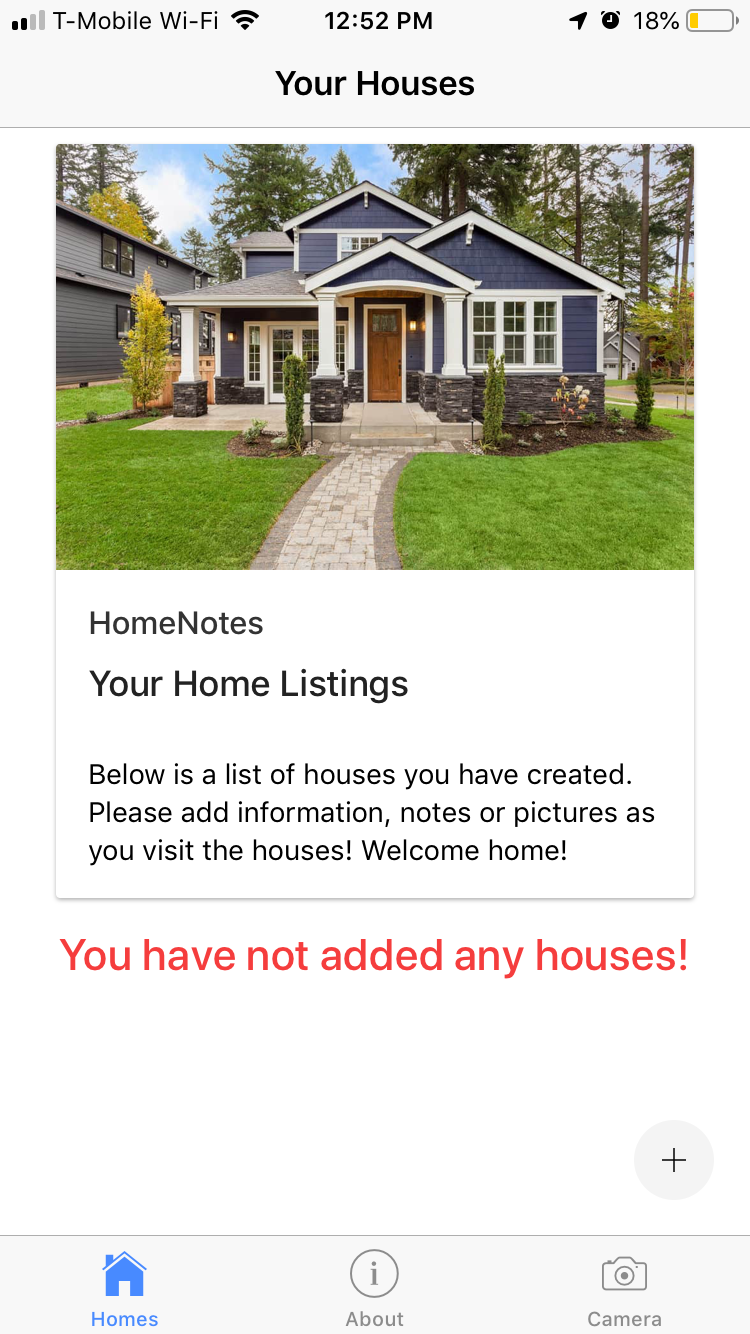 T-Mobile Wi-Fi 12:52 PM 18%
Your Houses
HomeNotes
Your Home Listings
Below is a list of houses you have created.
Please add information, notes or pictures as
you visit the houses! Welcome home!
You have not added any houses!
+
Homes About Camera